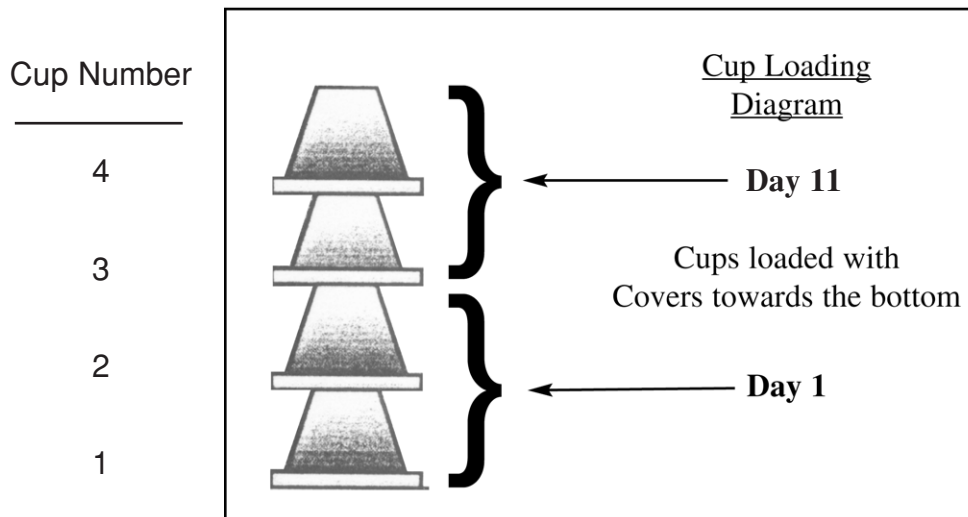 Cup Number
4
3
2
1
Cup Loading
Diagram
Day 11
Cups loaded with
Covers towards the bottom
Day 1